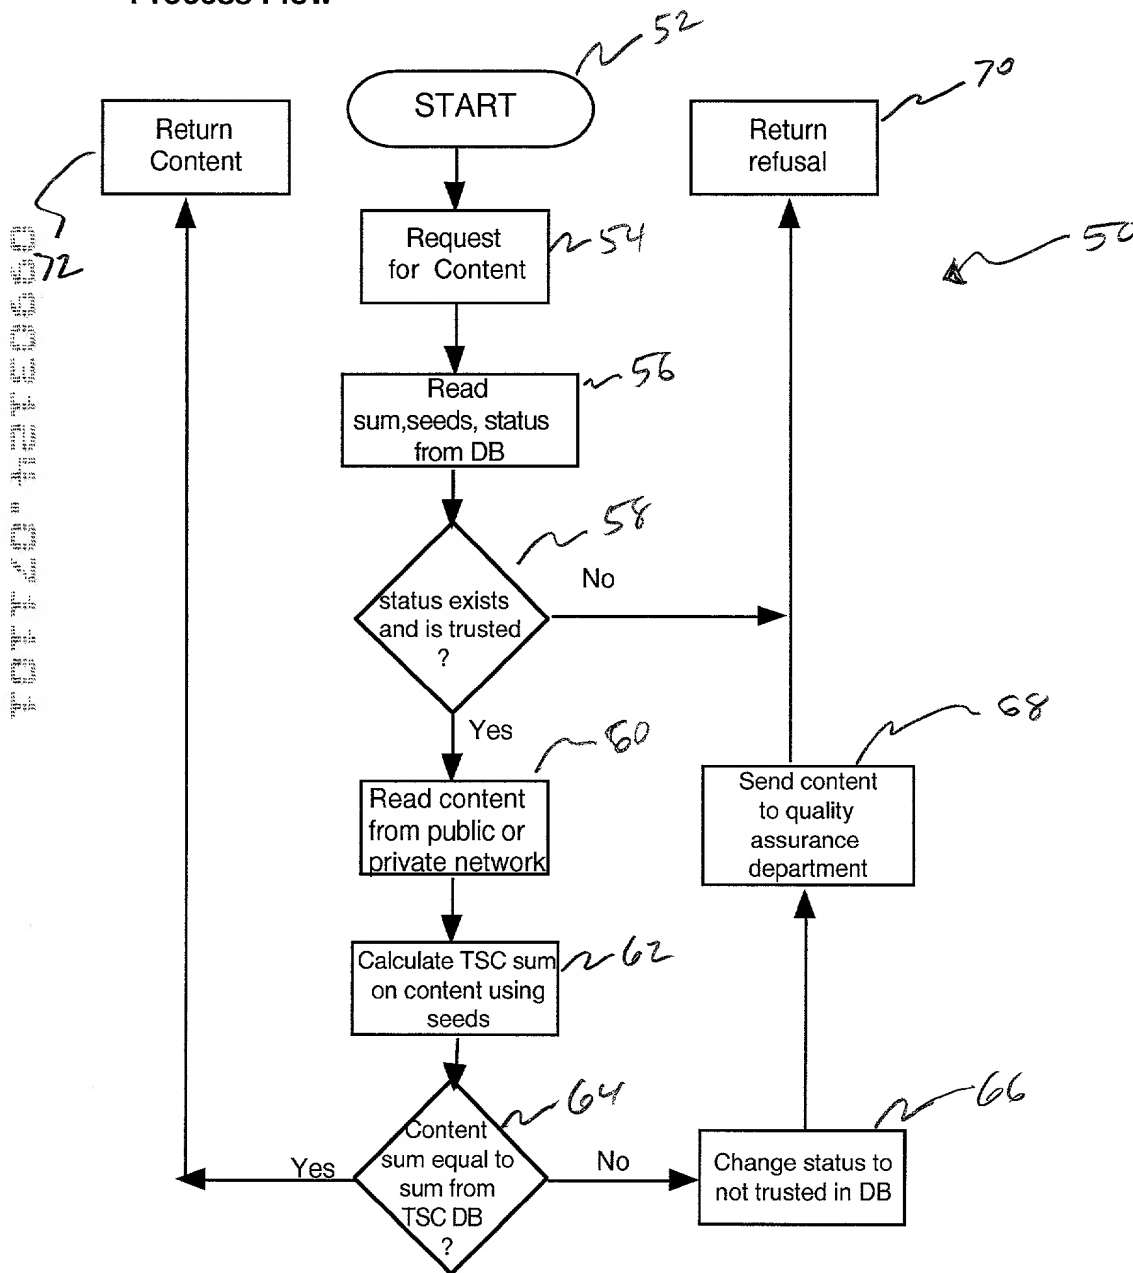 Process Flow
52
START
70
Return
Content
Return
refusal
72
Request
for Content
54
50
Read
sum,seeds, status
from DB
56
58
status exists
and is trusted
?
No
Yes
60
68
Read content
from public or
private network
Send content
to quality
assurance
department
Calculate TSC sum
on content using
seeds
62
64
66
Content
sum equal to
sum from
TSC DB
?
Yes
No
Change status to
not trusted in DB